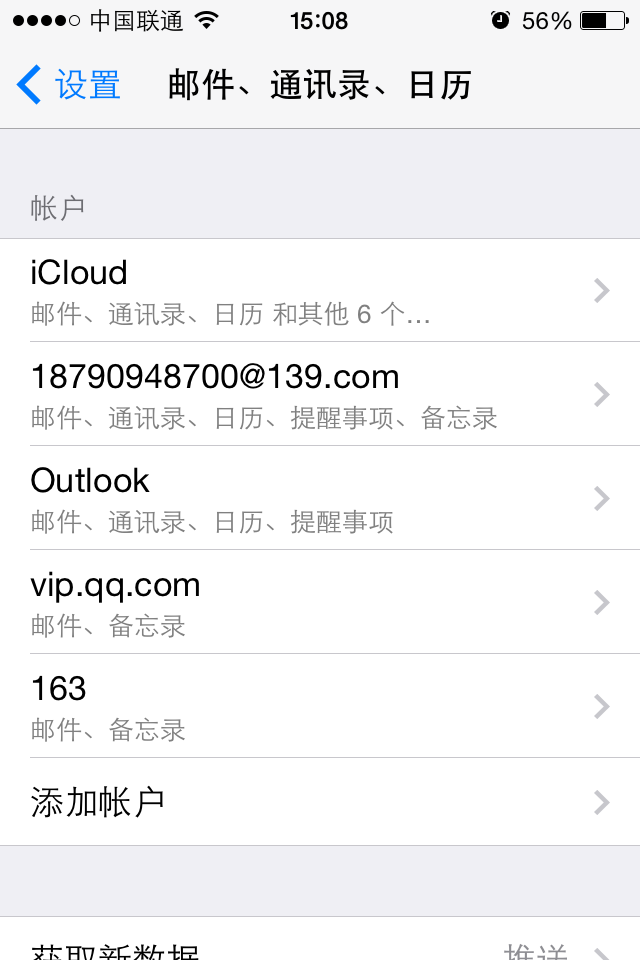 中国联通 15:08 56%
设置 邮件、通讯录、日历
帐户
iCloud
邮件、通讯录、日历 和其他 6 个...
18790948700@139.com
邮件、通讯录、日历、提醒事项、备忘录
Outlook
邮件、通讯录、日历、提醒事项
vip.qq.com
邮件、备忘录
163
邮件、备忘录
添加帐户
获取新数据 推送